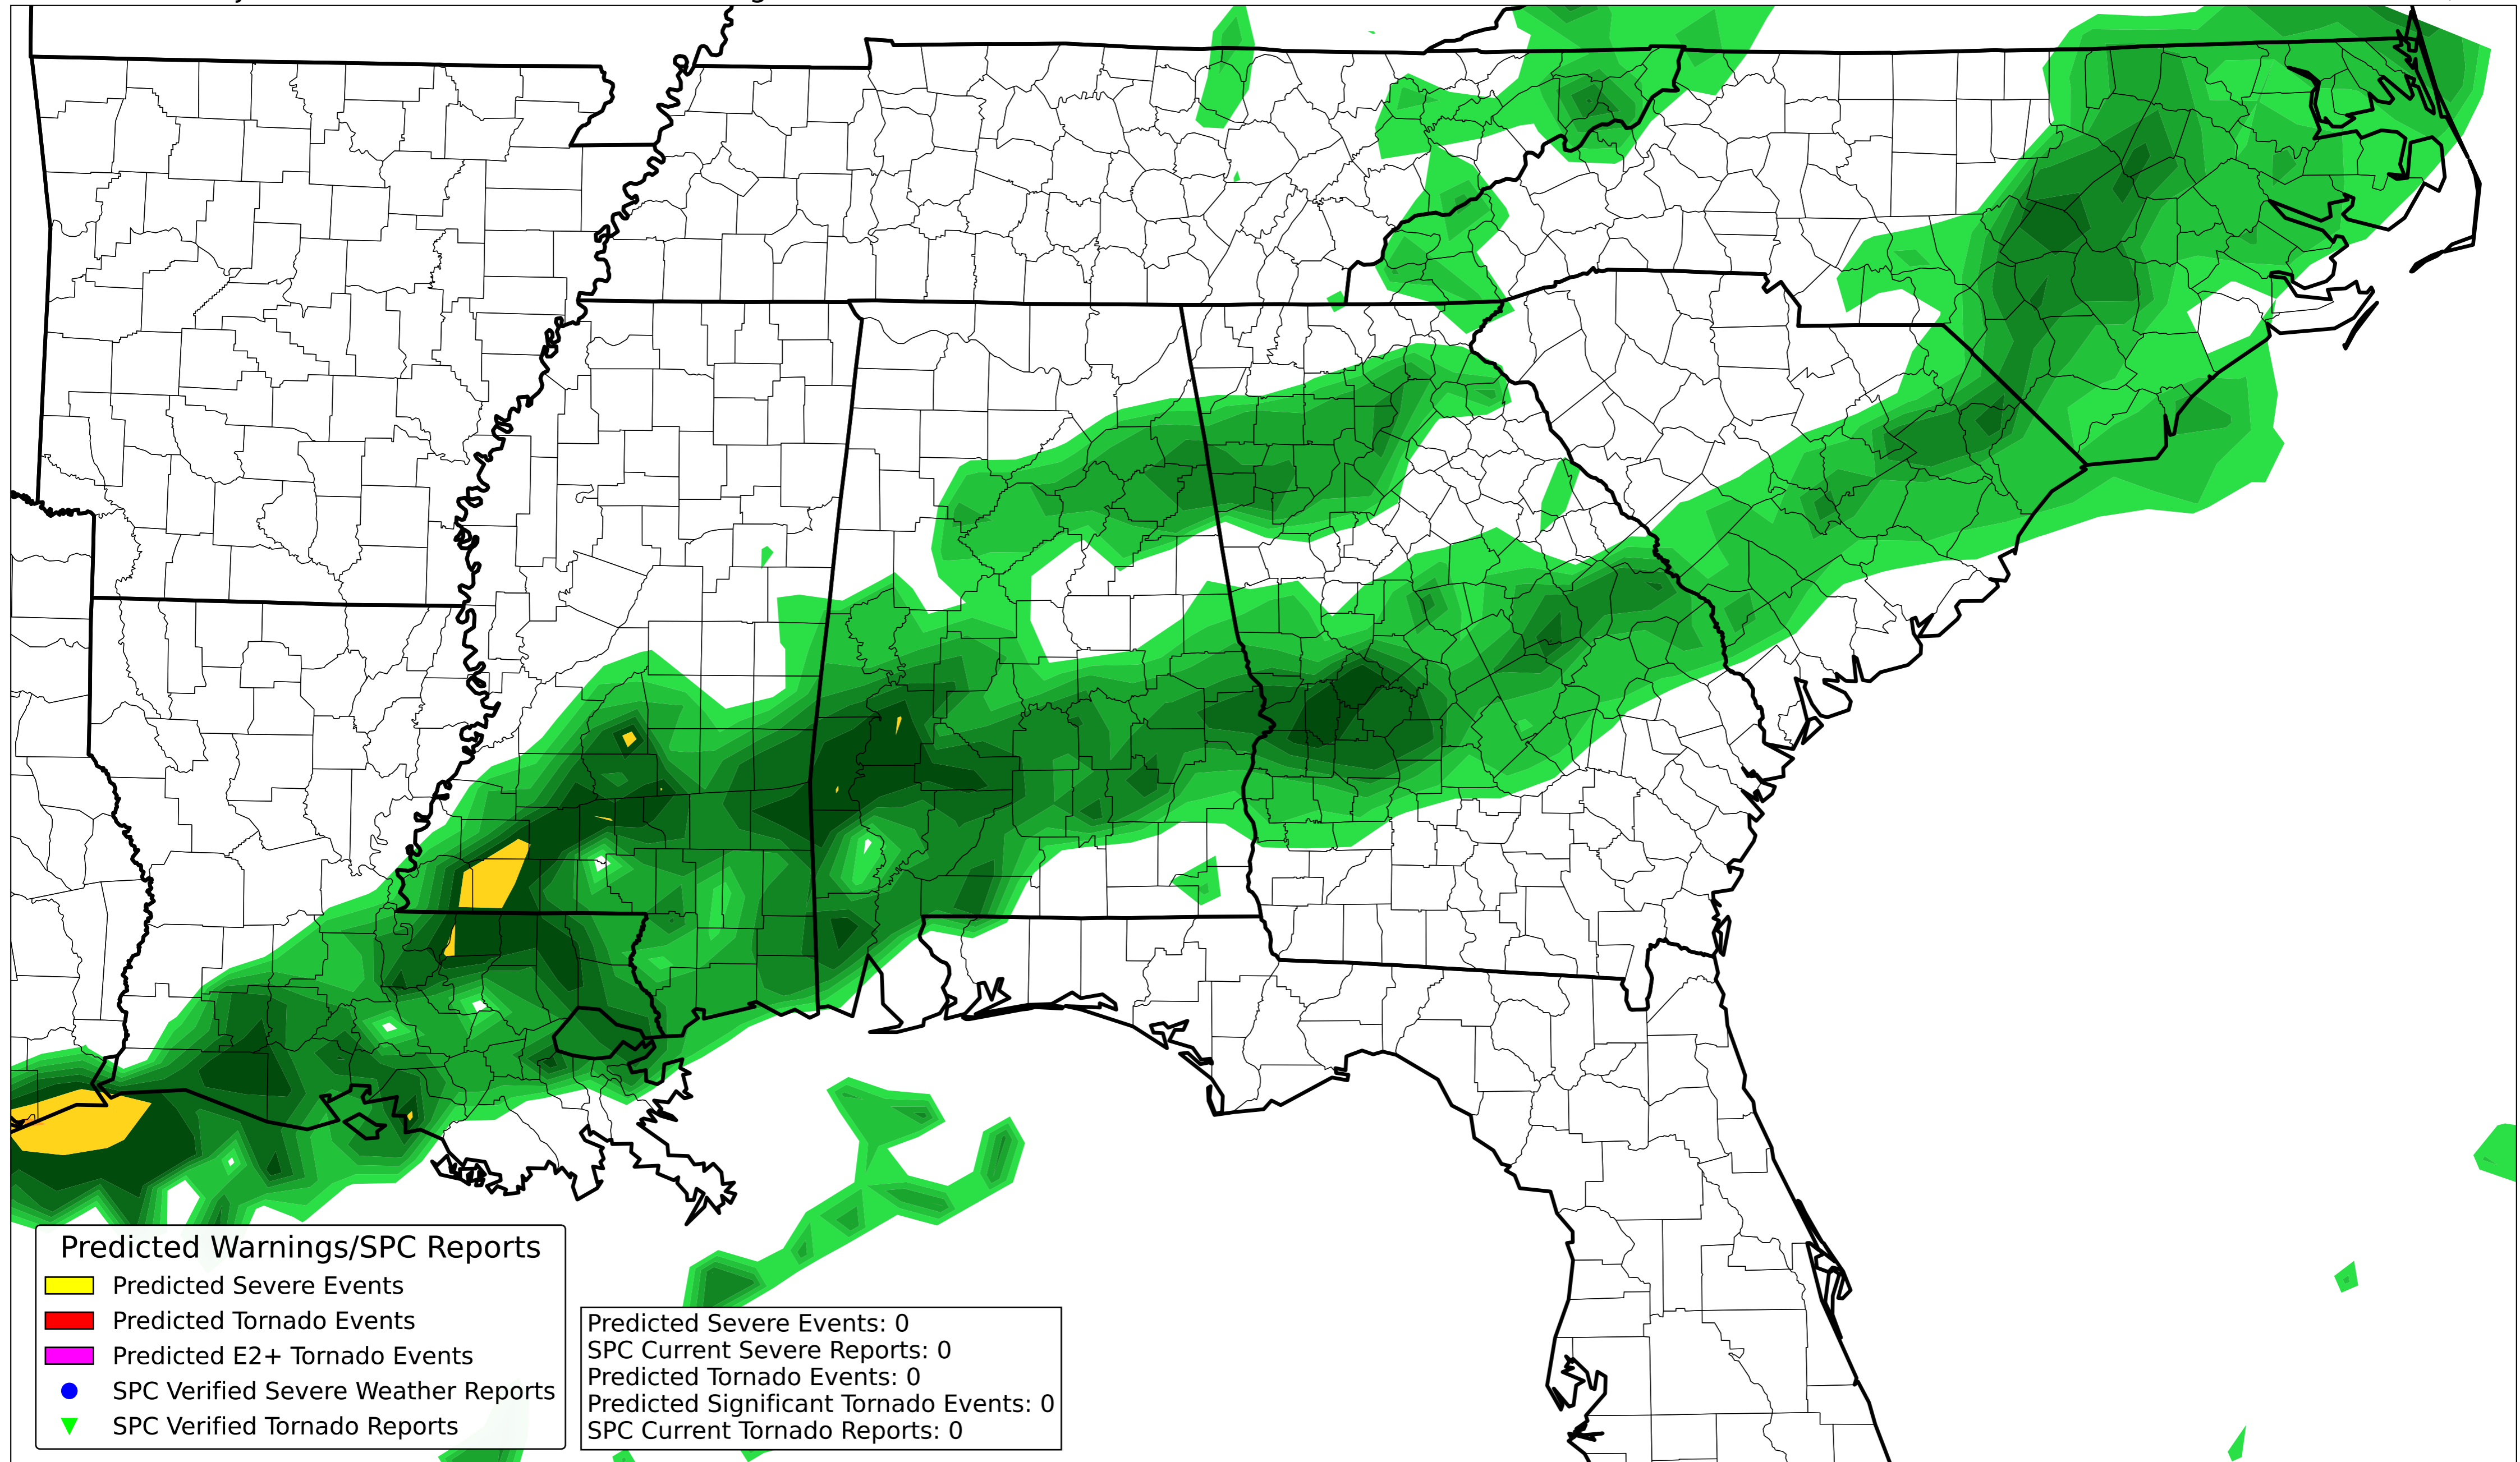 Predicted Warnings/SPC Reports
Predicted Severe Events
Predicted Tornado Events
Predicted E2+ Tornado Events
SPC Verified Severe Weather Reports
SPC Verified Tornado Reports
Predicted Severe Events: 0
SPC Current Severe Reports: 0
Predicted Tornado Events: 0
Predicted Significant Tornado Events: 0
SPC Current Tornado Reports: 0